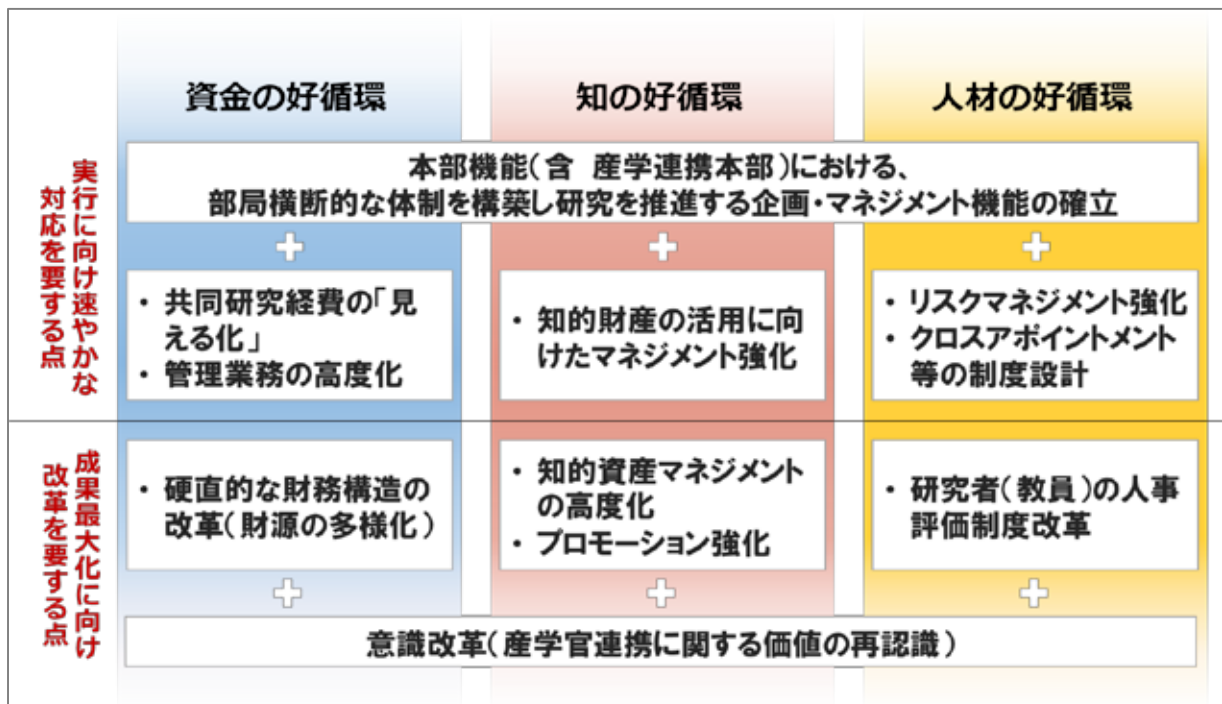 資金の好循環
知の好循環
人材の好循環
実行に向け速やかな
対応を要する点
本部機能（含　産学連携本部）における、
部局横断的な体制を構築し研究を推進する企画・マネジメント機能の確立
・ 共同研究経費の「見
える化」
・ 管理業務の高度化
・ 知的財産の活用に向
けたマネジメント強化
・ リスクマネジメント強化
・ クロスアポイントメント
等の制度設計
成果最大化に向け
改革を要する点
・ 硬直的な財務構造の
改革（財源の多様化）
・ 知的資産マネジメント
の高度化
・ プロモーション強化
・ 研究者（教員）の人事
評価制度改革
意識改革（産学官連携に関する価値の再認識）